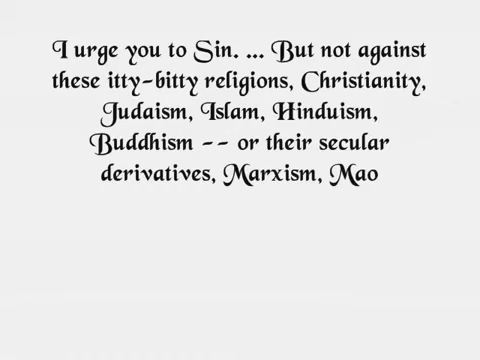 I urge you to Sin. ... But not against
these itty-bitty religions, Christianity,
Judaism, Islam, Hinduism,
Buddhism -- or their secular
derivatives, Marxism, Mao